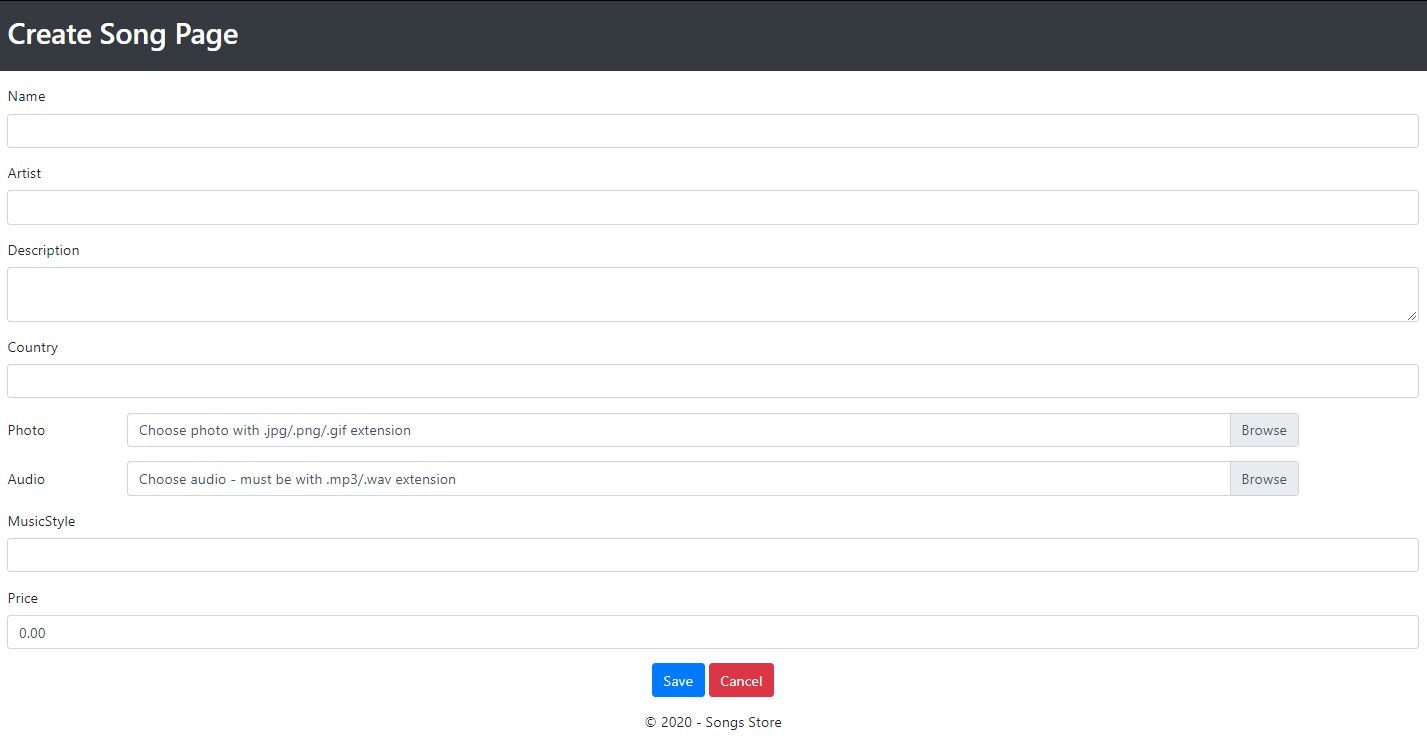 Create Song Page
Name
Artist
Description
Country
Photo Choose photo with .jpg/.png/.gif extension Browse
Audio Choose audio - must be with .mp3/.wav extension Browse
MusicStyle
Price
0.00
Save Cancel
© 2020 - Songs Store